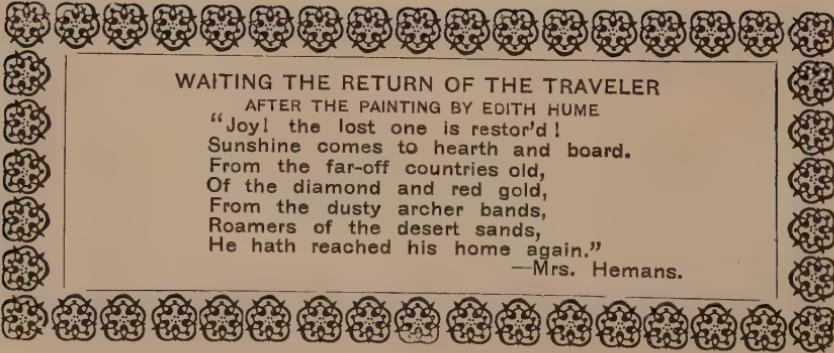 WAITING THE RETURN OF THE TRAVELER
AFTER THE PAINTING BY EDITH HUME
“Joy! the lost one is restor’d!
Sunshine comes to hearth and board.
From the far-off countries old,
Of the diamond and red gold,
From the dusty archer bands,
Roamers of the desert sands,
He hath reached his home again.”
—Mrs. Hemans.